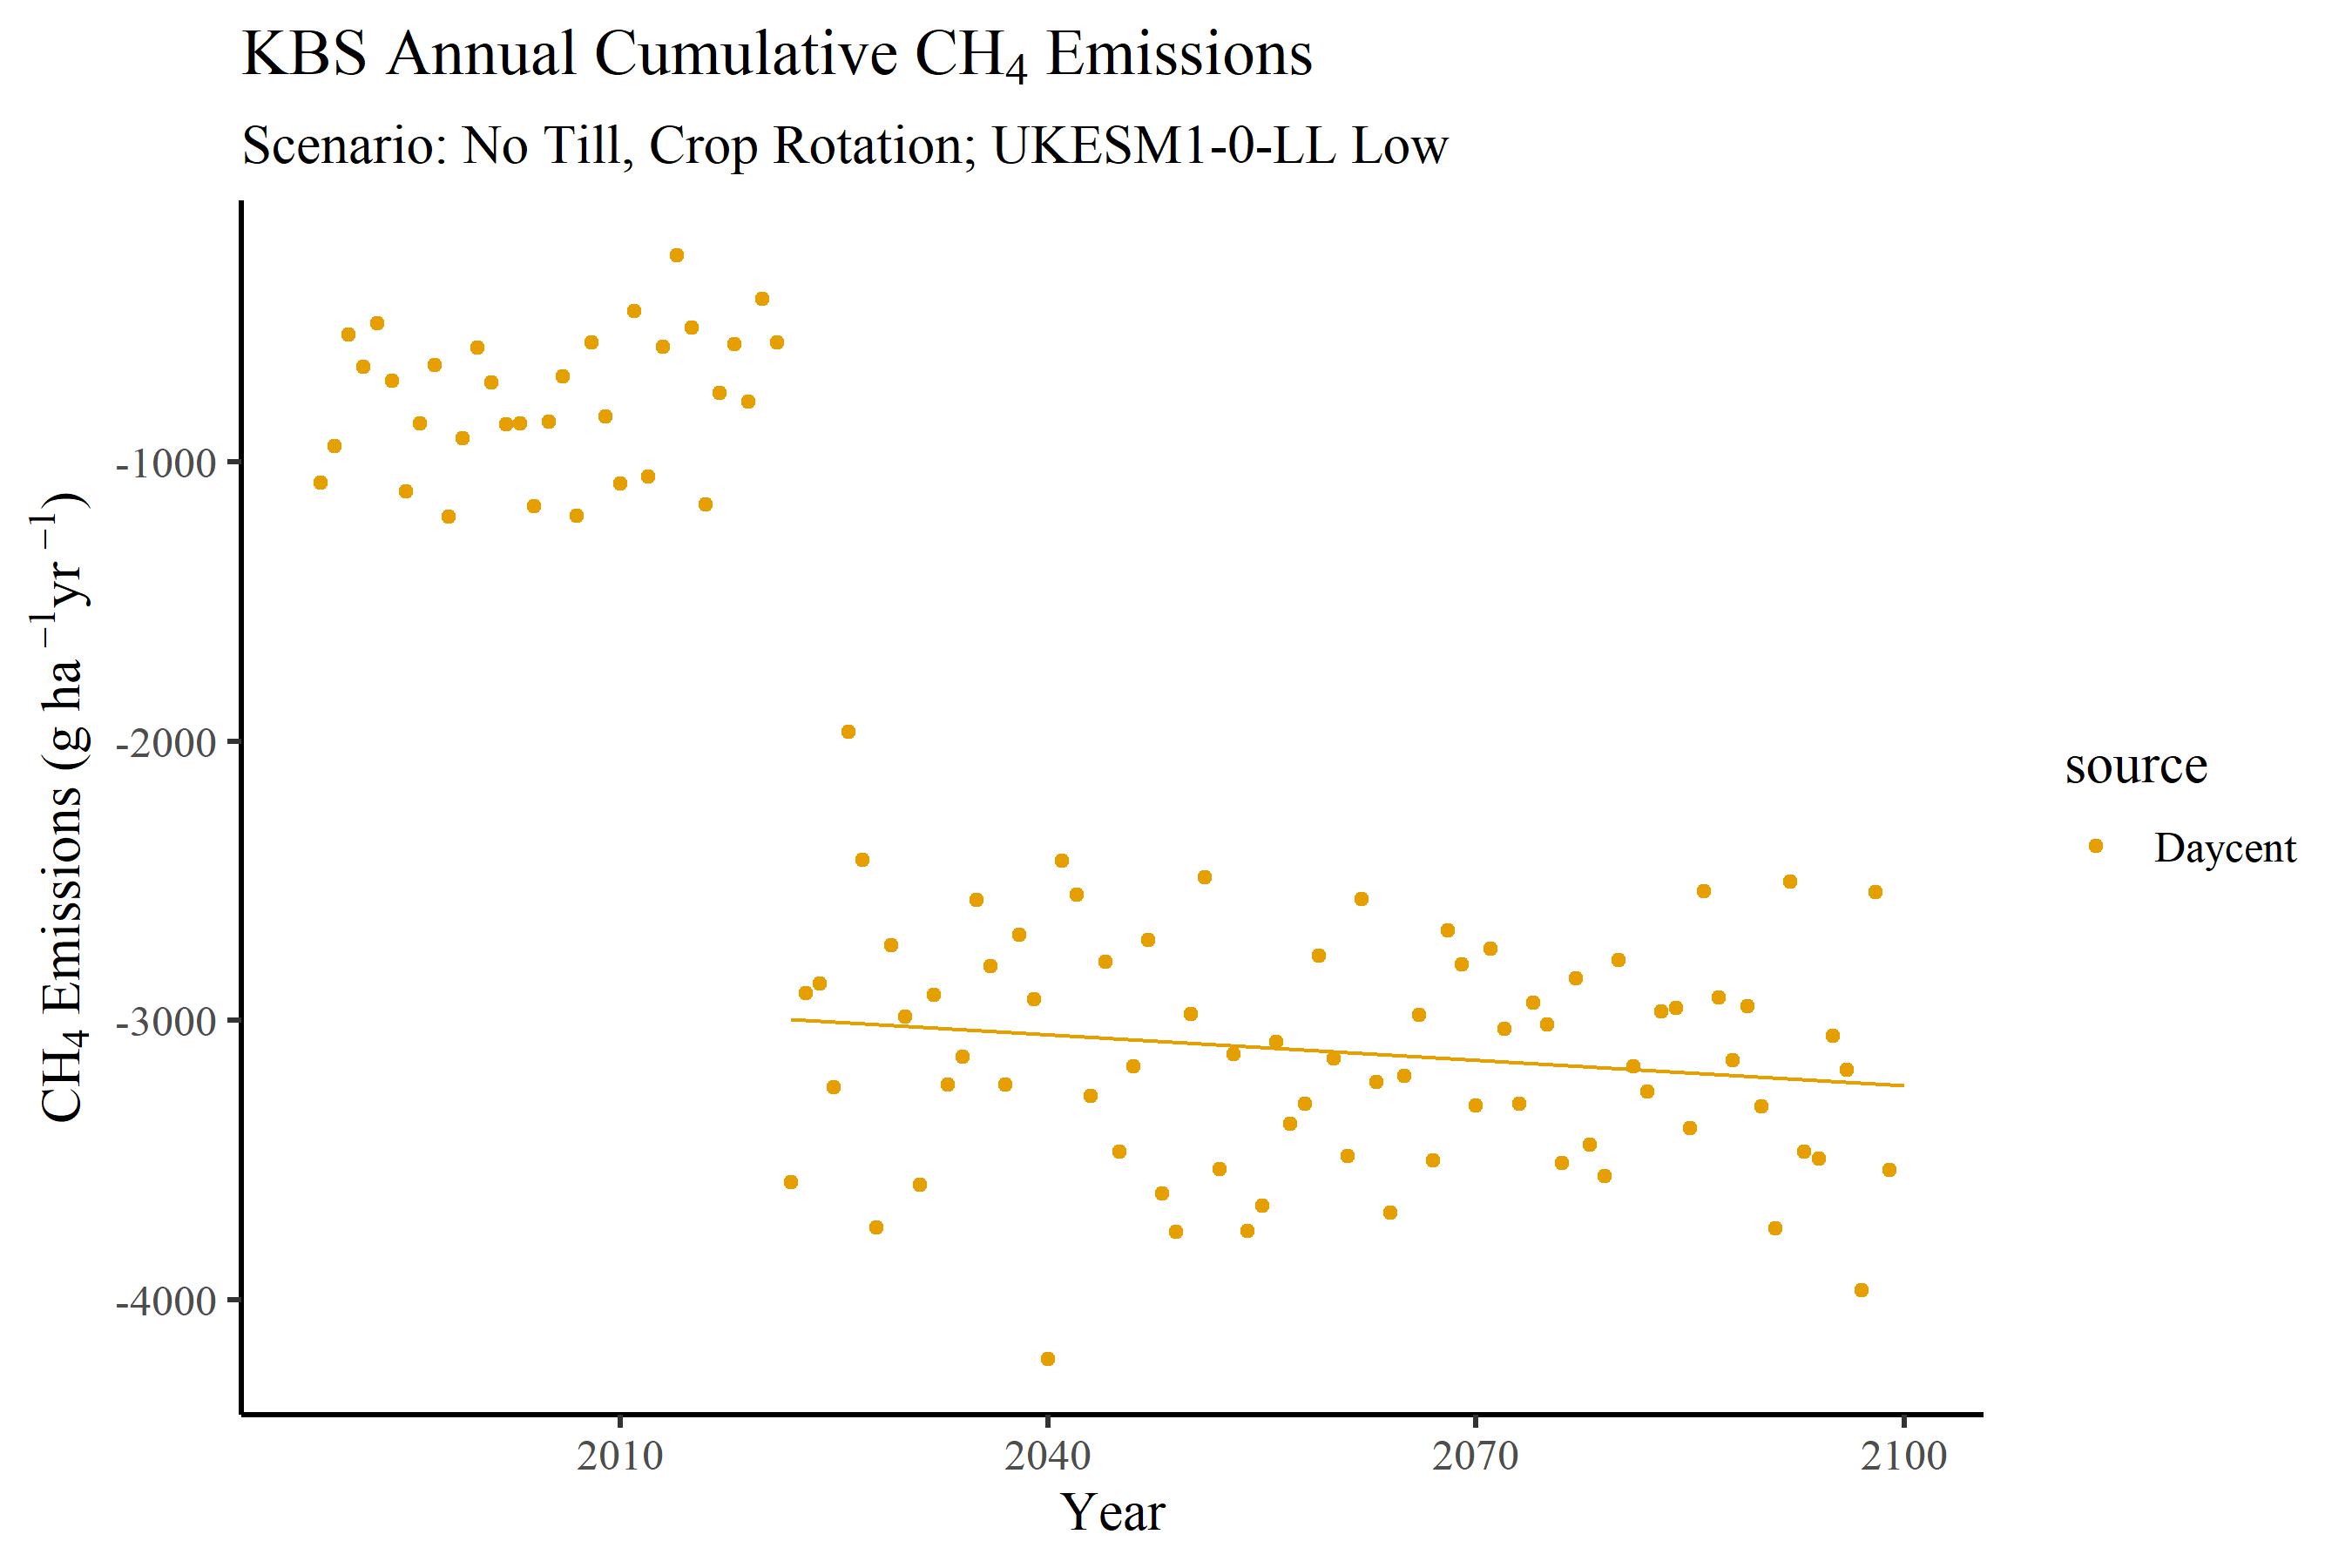 KBS Annual Cumulative CH₄ Emissions
Scenario: No Till, Crop Rotation; UKESM1-0-LL Low
CH₄ Emissions (g ha ⁻¹yr ⁻¹)
-1000
-2000
-3000
-4000
2010 2040 2070 2100
Year
source
Daycent